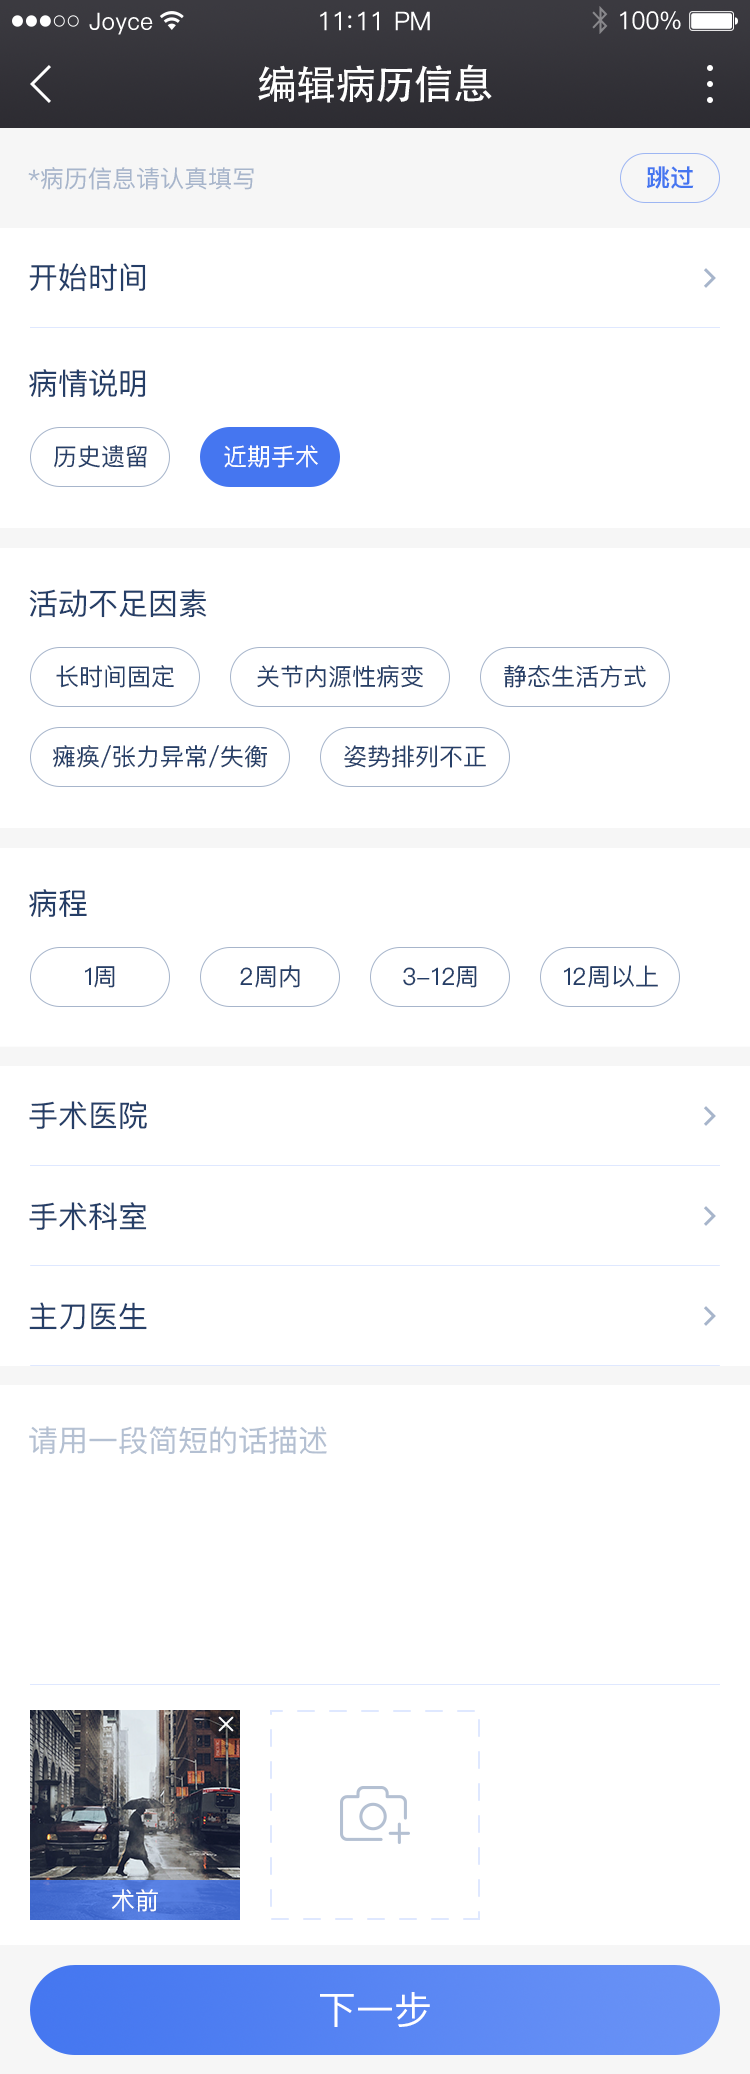 Joyce 11:11 PM 100%
编辑病历信息
*病历信息请认真填写 跳过
开始时间
病情说明
历史遗留 近期手术
活动不足因素
长时间固定 关节内源性病变 静态生活方式
瘫痪/张力异常/失衡 姿势排列不正
病程
1周 2周内 3-12周 12周以上
手术医院
手术科室
主刀医生
请用一段简短的话描述
术前
下一步